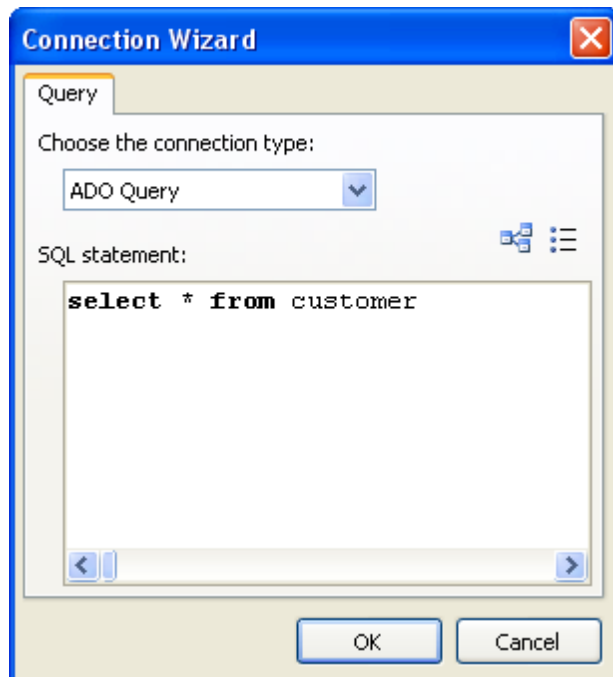 Connection Wizard
Query
Choose the connection type:
ADO Query
SQL statement:
select * from customer
OK
Cancel